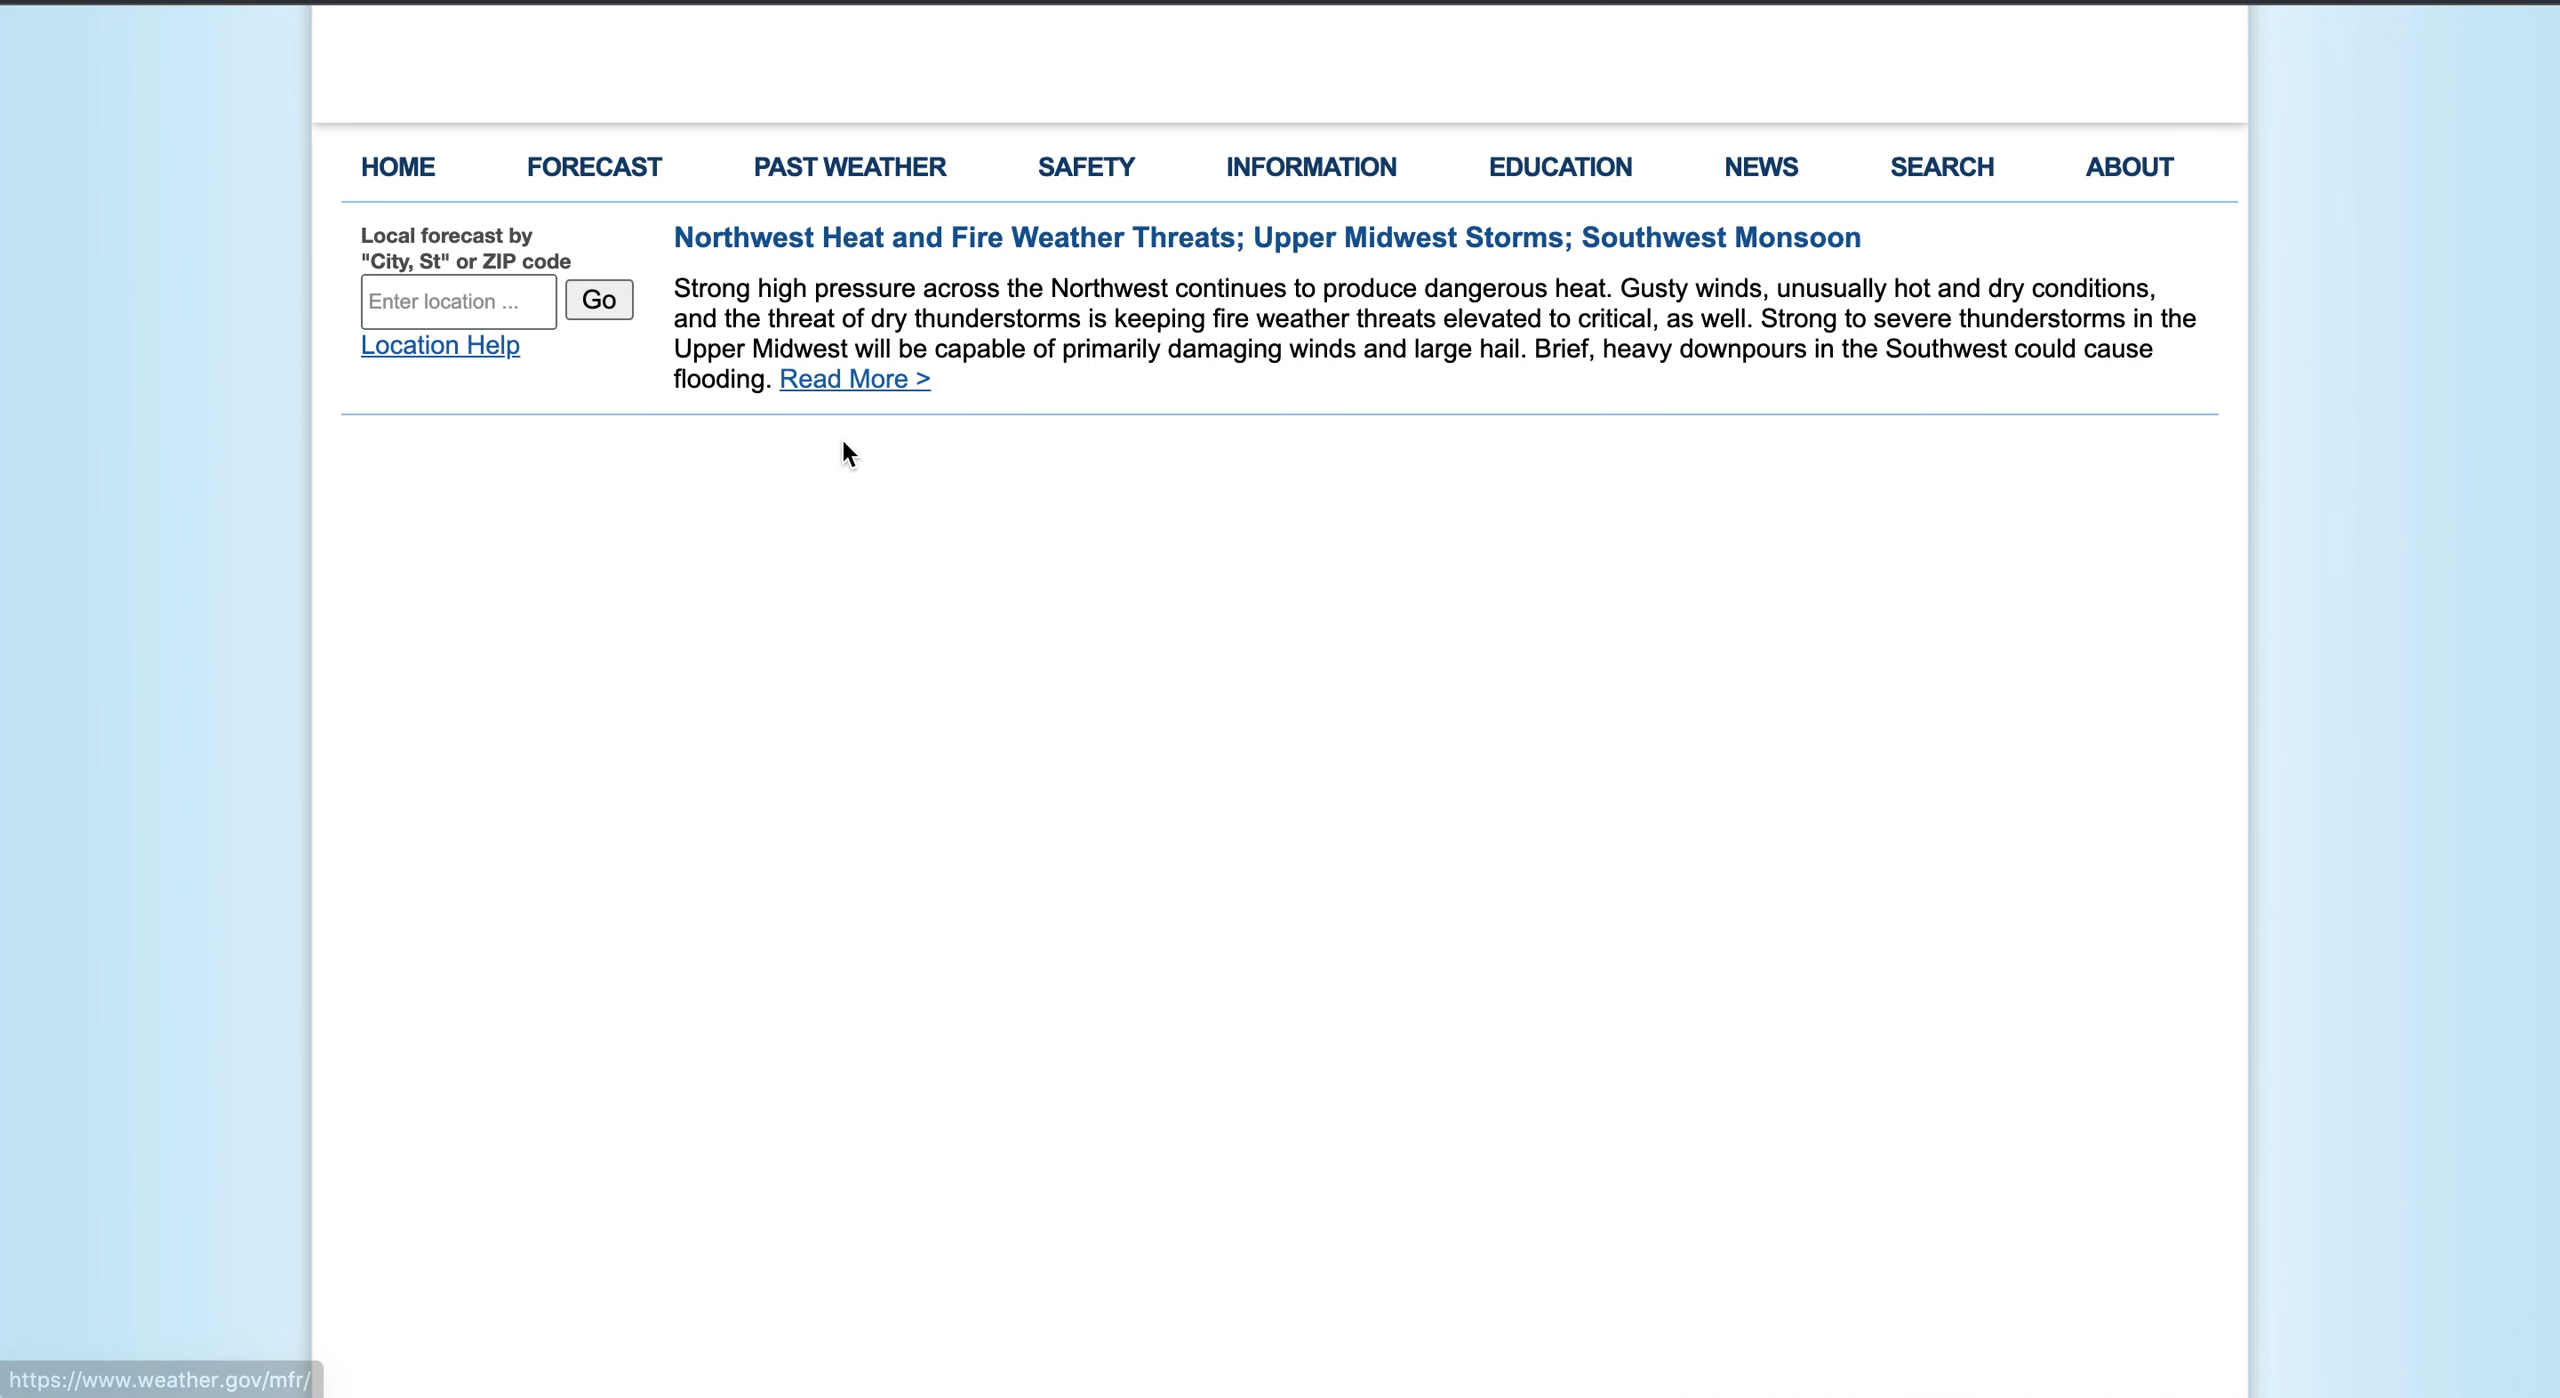 HOME FORECAST PAST WEATHER SAFETY INFORMATION EDUCATION NEWS SEARCH ABOUT
Local forecast by
"City, St" or ZIP code
Enter location ...
Go
Location Help
Northwest Heat and Fire Weather Threats; Upper Midwest Storms; Southwest Monsoon
Strong high pressure across the Northwest continues to produce dangerous heat. Gusty winds, unusually hot and dry conditions,
and the threat of dry thunderstorms is keeping fire weather threats elevated to critical, as well. Strong to severe thunderstorms in the
Upper Midwest will be capable of primarily damaging winds and large hail. Brief, heavy downpours in the Southwest could cause
flooding. Read More >
https://www.weather.gov/mfr/